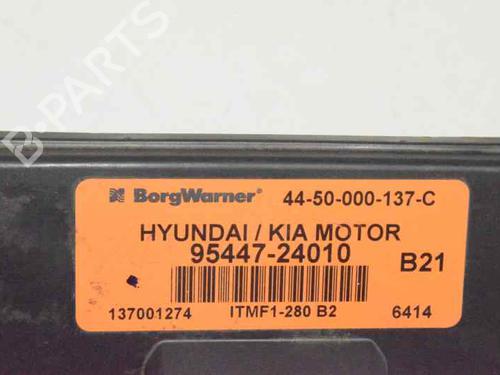 B-PARTS
BorgWarner® 44-50-000-137-C
HYUNDAI / KIA MOTOR
95447-24010 B21
137001274 ITMF1-280 B2 6414